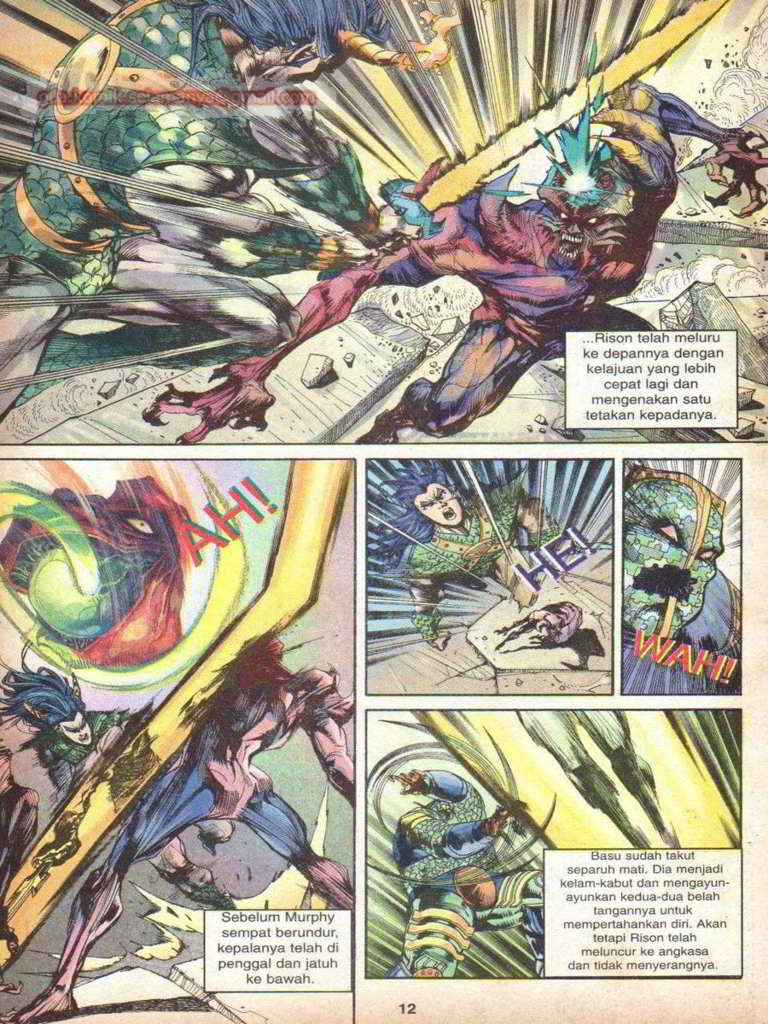 ...Rison telah meluru
ke depannya dengan
kelajuan yang lebih
cepat lagi dan
mengenakan satu
tetakan kepadanya.
AH!
Sebelum Murphy
sempat berundur,
kepalanya telah di
penggal dan jatuh
ke bawah.
HE!
WAH!
Basu sudah takut
separuh mati. Dia menjadi
kelam-kabut dan mengayun-
ayunkan kedua-dua belah
tangannya untuk
mempertahankan diri. Akan
tetapi Rison telah
meluncur ke angkasa
dan tidak menyerangnya.
12